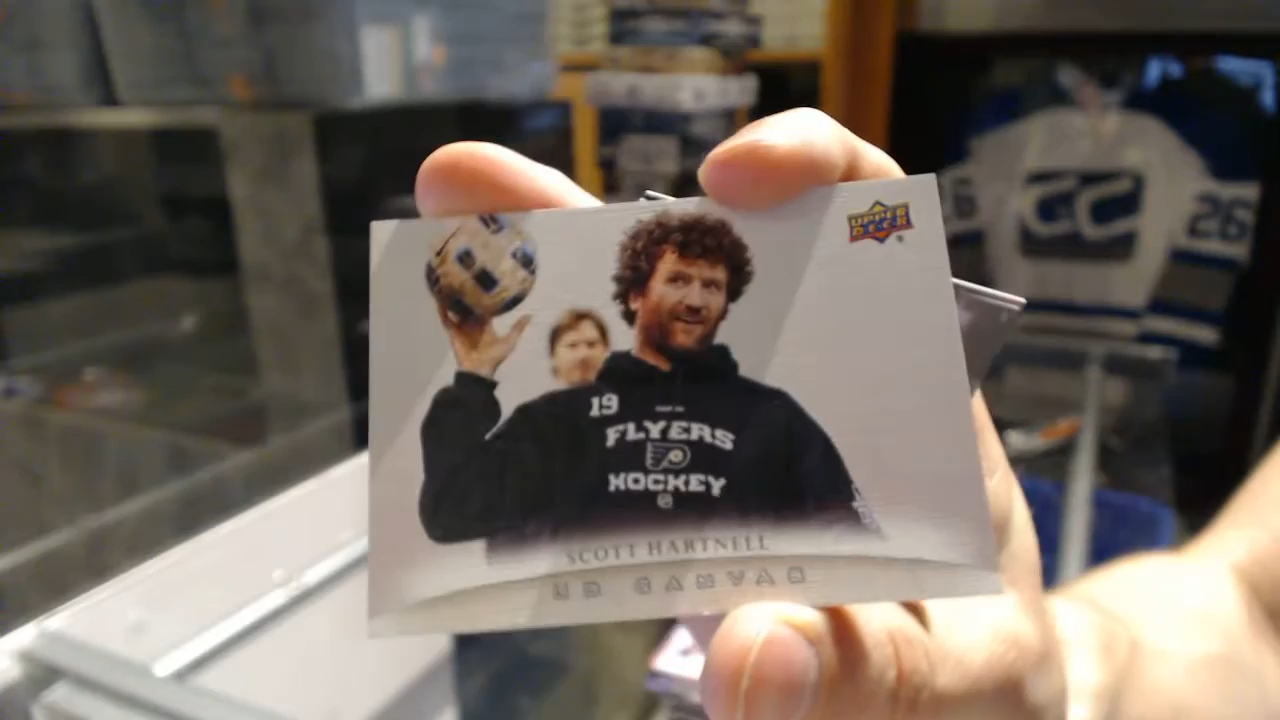 UPPER
DECK
19
FLYERS
HOCKEY
SCOTT HARTNELL
UD CANVAS
26